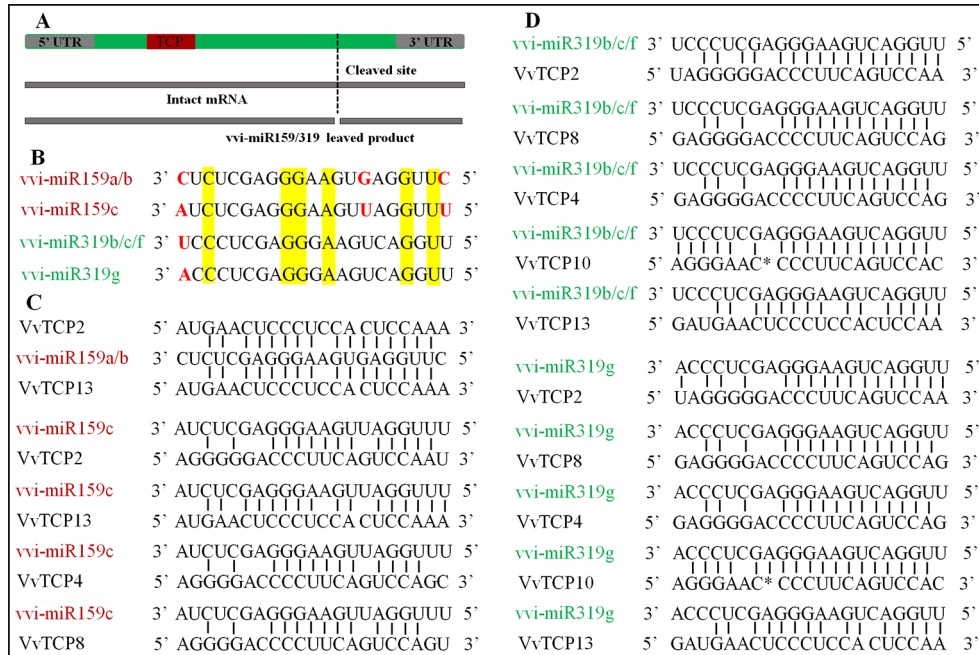 A
5' UTR TCP 3' UTR
Cleaved site
Intact mRNA
vvi-miR159/319 leaved product
B
vvi-miR159a/b 3' CUCUCGAGGGAAGUGAGGUUC 5'
vvi-miR159c 3' AUCUCGAGGGAAGUUAGGUUU 5'
vvi-miR319b/c/f 3' UCCCUCGAGGGAAGUCAGGUU 5'
vvi-miR319g 3' ACCCUCGAGGGAAGUCAGGUU 5'
C
VvTCP2 5' AUGAACUCCCUCCA CUCCAAA 3'
vvi-miR159a/b 3' CUCUCGAGGGAAGUGAGGUUC 5'
VvTCP13 5' AUGAACUCCCUCCA CUCCAAA 3'
vvi-miR159c 3' AUCUCGAGGGAAGUUAGGUUU 5'
VvTCP2 5' AGGGGGACCCUUCAGUCCAAU 3'
vvi-miR159c 3' AUCUCGAGGGAAGUUAGGUUU 5'
VvTCP13 5' AUGAACUCCCUCCA CUCCAAA 3'
vvi-miR159c 3' AUCUCGAGGGAAGUUAGGUUU 5'
VvTCP4 5' AGGGGACCCCUUCAGUCCAGC 3'
vvi-miR159c 3' AUCUCGAGGGAAGUUAGGUUU 5'
VvTCP8 5' AGGGGACCCCUUCAGUCCAGU 3'
D
vvi-miR319b/c/f 3' UCCCUCGAGGGAAGUCAGGUU 5'
VvTCP2 5' UAGGGGGACCCUUCAGUCCAA 3'
vvi-miR319b/c/f 3' UCCCUCGAGGGAAGUCAGGUU 5'
VvTCP8 5' GAGGGGACCCCUUCAGUCCAG 3'
vvi-miR319b/c/f 3' UCCCUCGAGGGAAGUCAGGUU 5'
VvTCP4 5' GAGGGGACCCCUUCAGUCCAG 3'
vvi-miR319b/c/f 3' UCCCUCGAGGGAAGUCAGGUU 5'
VvTCP10 5' AGGGAAC* CCCUUCAGUCCAC 3'
vvi-miR319b/c/f 3' UCCCUCGAGGGAAGUCAGGUU 5'
VvTCP13 5' GAUGAACUCCCUCCACUCCAA 3'
vvi-miR319g 3' ACCCUCGAGGGAAGUCAGGUU 5'
VvTCP2 5' UAGGGGGACCCUUCAGUCCAA 3'
vvi-miR319g 3' ACCCUCGAGGGAAGUCAGGUU 5'
VvTCP8 5' GAGGGGACCCCUUCAGUCCAG 3'
vvi-miR319g 3' ACCCUCGAGGGAAGUCAGGUU 5'
VvTCP4 5' GAGGGGACCCCUUCAGUCCAG 3'
vvi-miR319g 3' ACCCUCGAGGGAAGUCAGGUU 5'
VvTCP10 5' AGGGAAC* CCCUUCAGUCCAC 3'
vvi-miR319g 3' ACCCUCGAGGGAAGUCAGGUU 5'
VvTCP13 5' GAUGAACUCCCUCCA CUCCAA 3'